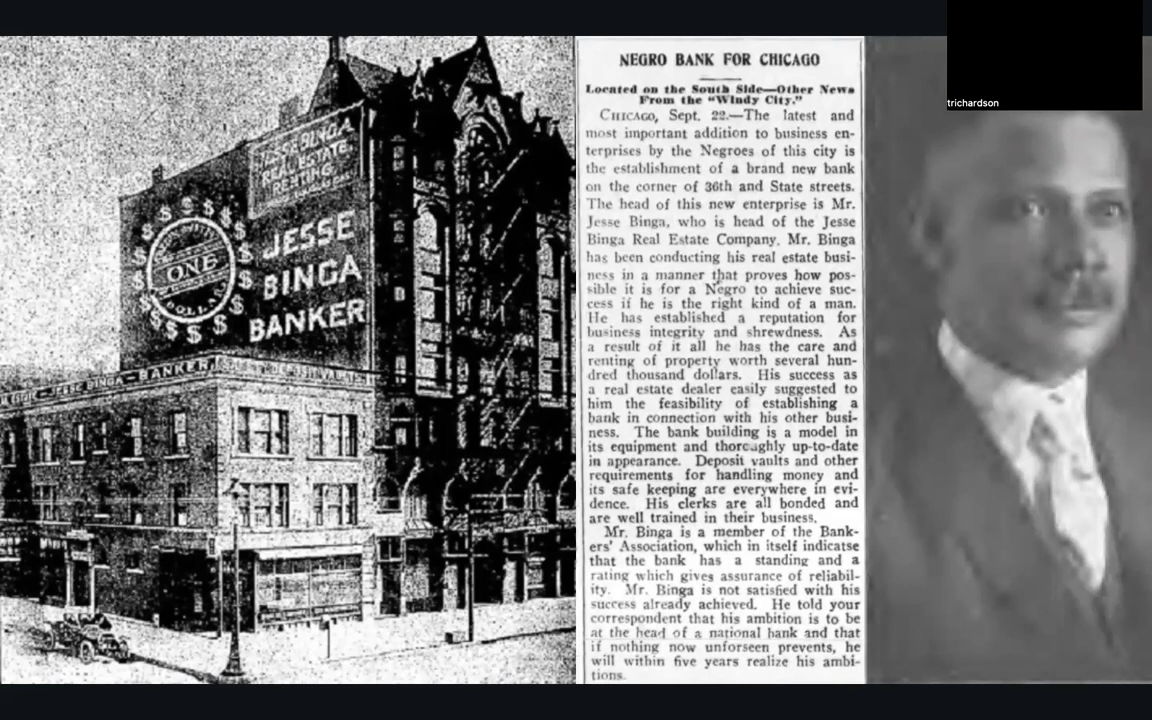 JESSE BINGA
REAL ESTATE
RENTING
ONE
DOLLAR
$ $ $ $ $ $ $ $ $ $ $ $ $ $ $ $
JESSE
BINGA
BANKER
JESSE BINGA - BANKER
NEGRO BANK FOR CHICAGO
Located on the South Side—Other News
From the "Windy City."
CHICAGO, Sept. 22.—The latest and
most important addition to business en-
terprises by the Negroes of this city is
the establishment of a brand new bank
on the corner of 36th and State streets.
The head of this new enterprise is Mr.
Jesse Binga, who is head of the Jesse
Binga Real Estate Company. Mr. Binga
has been conducting his real estate busi-
ness in a manner that proves how pos-
sible it is for a Negro to achieve suc-
cess if he is the right kind of a man.
He has established a reputation for
business integrity and shrewdness. As
a result of it all he has the care and
renting of property worth several hun-
dred thousand dollars. His success as
a real estate dealer easily suggested to
him the feasibility of establishing a
bank in connection with his other busi-
ness. The bank building is a model in
its equipment and thoroughly up-to-date
in appearance. Deposit vaults and other
requirements for handling money and
its safe keeping are everywhere in evi-
dence. His clerks are all bonded and
are well trained in their business.
Mr. Binga is a member of the Bank-
ers' Association, which in itself indicatse
that the bank has a standing and a
rating which gives assurance of reliabil-
ity. Mr. Binga is not satisfied with his
success already achieved. He told your
correspondent that his ambition is to be
at the head of a national bank and that
if nothing now unforseen prevents, he
will within five years realize his ambi-
tions.
trichardson